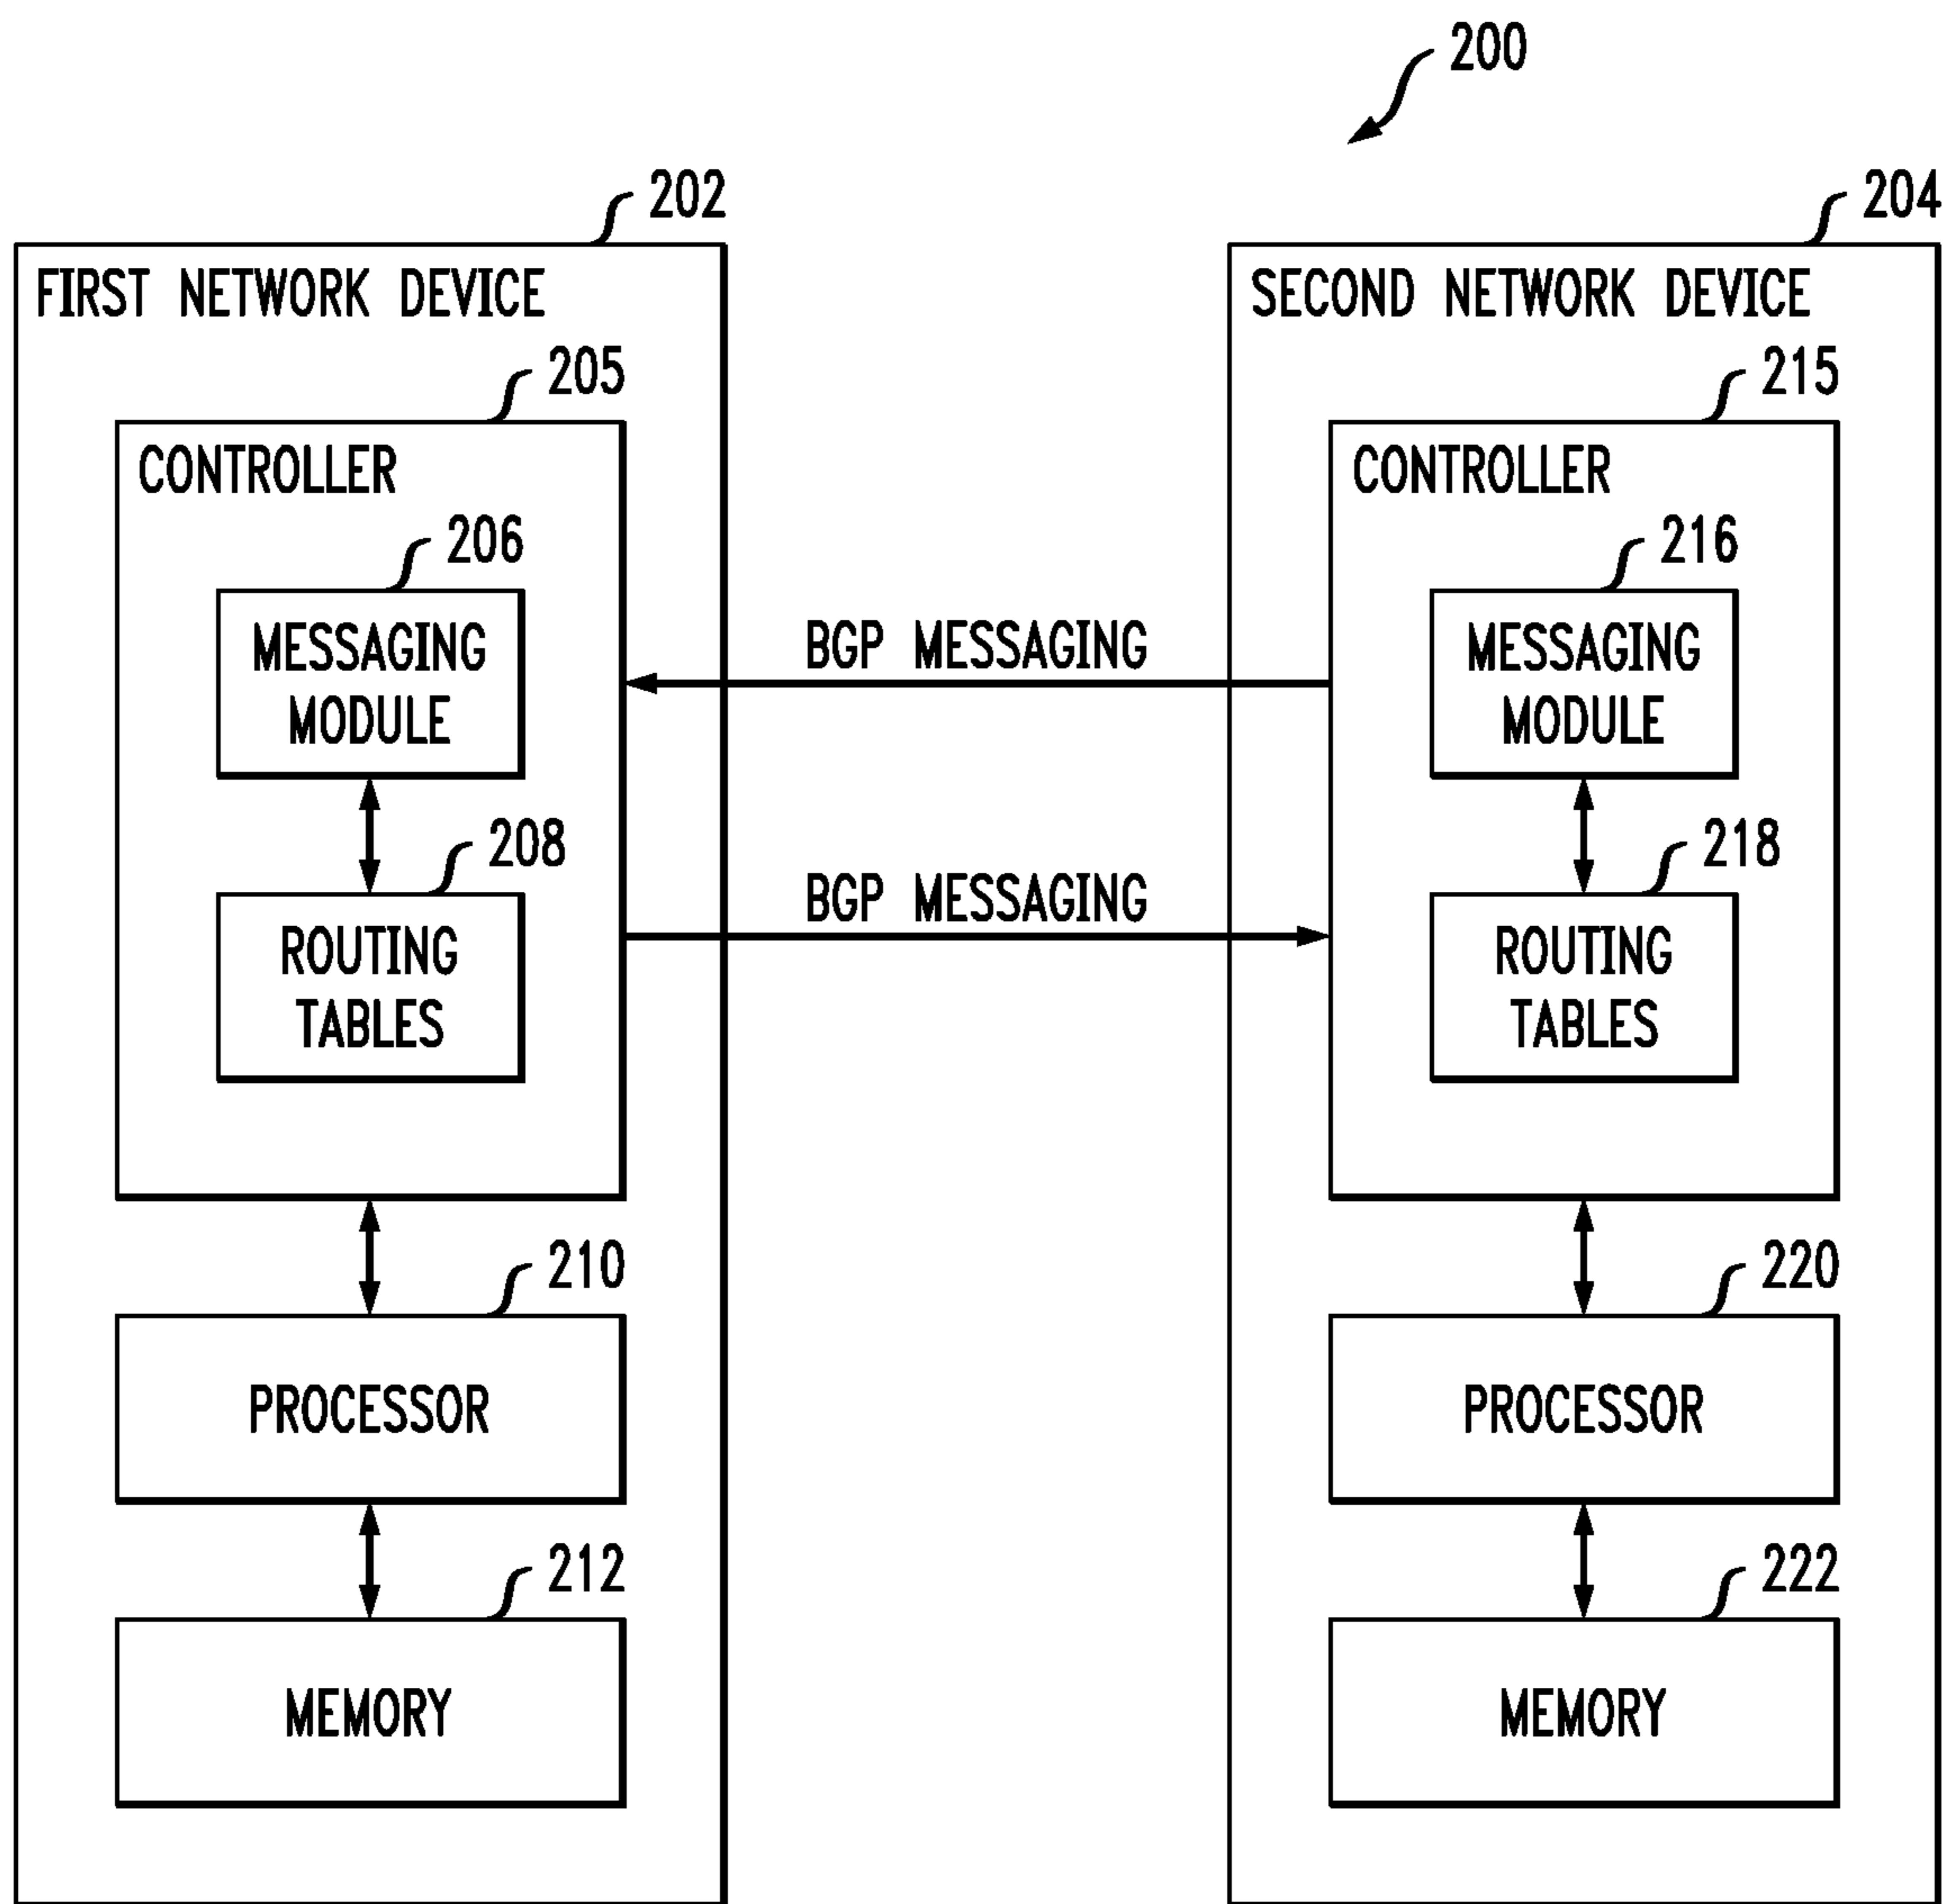 200
202
FIRST NETWORK DEVICE
205
CONTROLLER
206
MESSAGING
MODULE
208
ROUTING
TABLES
210
PROCESSOR
212
MEMORY
BGP MESSAGING
BGP MESSAGING
204
SECOND NETWORK DEVICE
215
CONTROLLER
216
MESSAGING
MODULE
218
ROUTING
TABLES
220
PROCESSOR
222
MEMORY